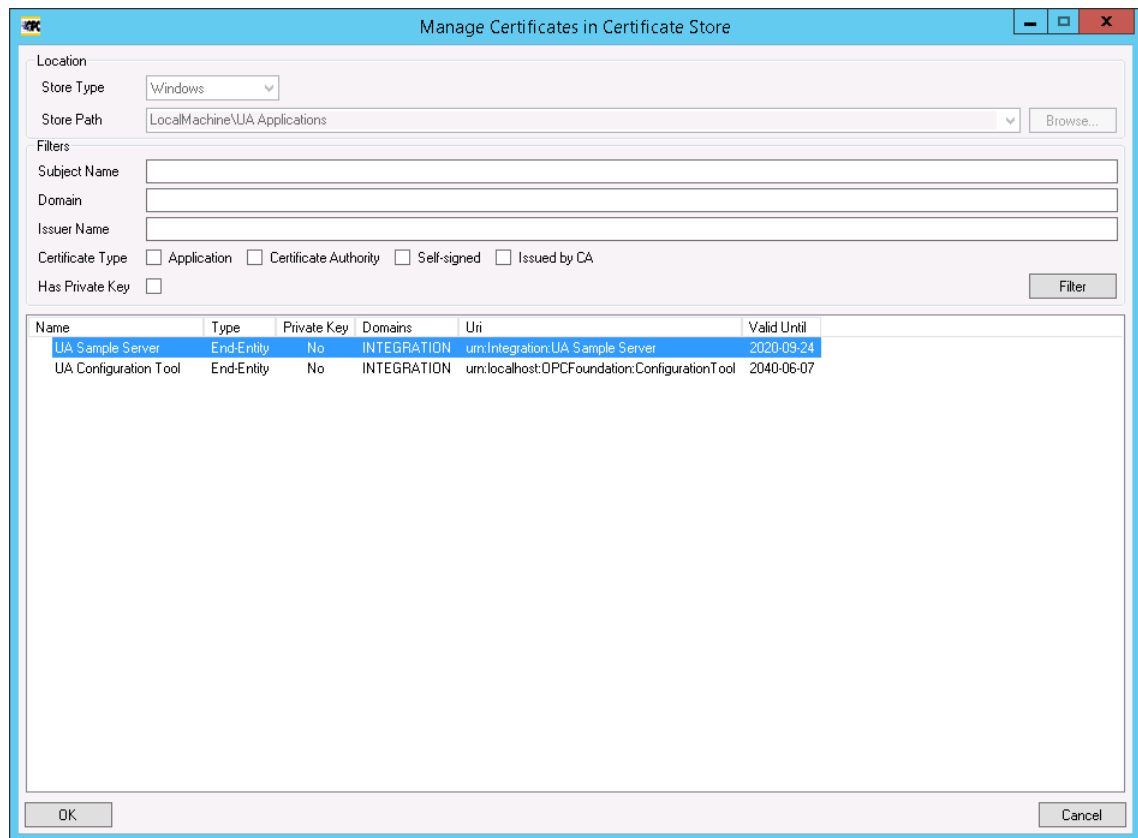 OPC
Manage Certificates in Certificate Store
Location
Store Type Windows
Store Path LocalMachine\UA Applications Browse...
Filters
Subject Name
Domain
Issuer Name
Certificate Type Application Certificate Authority Self-signed Issued by CA
Has Private Key Filter
Name Type Private Key Domains Uri Valid Until
UA Sample Server End-Entity No INTEGRATION urn:Integration:UA Sample Server 2020-09-24
UA Configuration Tool End-Entity No INTEGRATION urn:localhost:OPCFoundation:ConfigurationTool 2040-06-07
OK Cancel